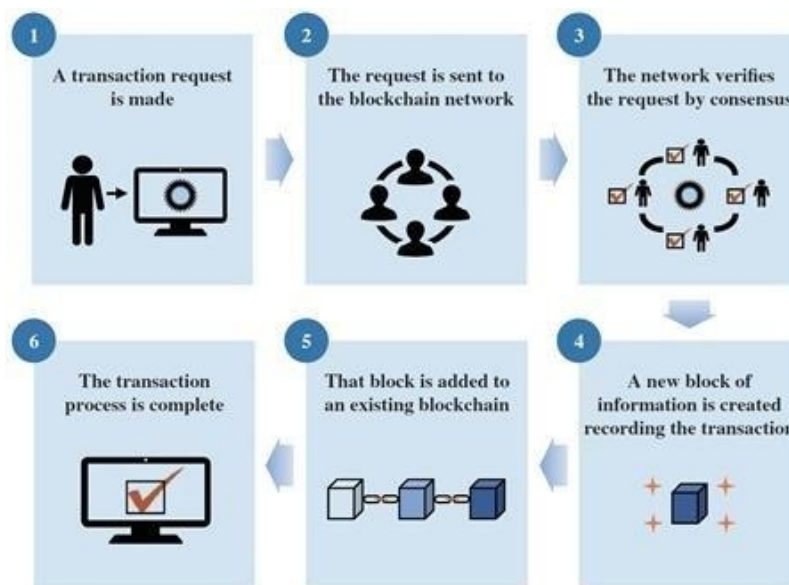 1
A transaction request
is made
2
The request is sent to
the blockchain network
3
The network verifies
the request by consensus
4
A new block of
information is created
recording the transaction
5
That block is added to
an existing blockchain
6
The transaction
process is complete